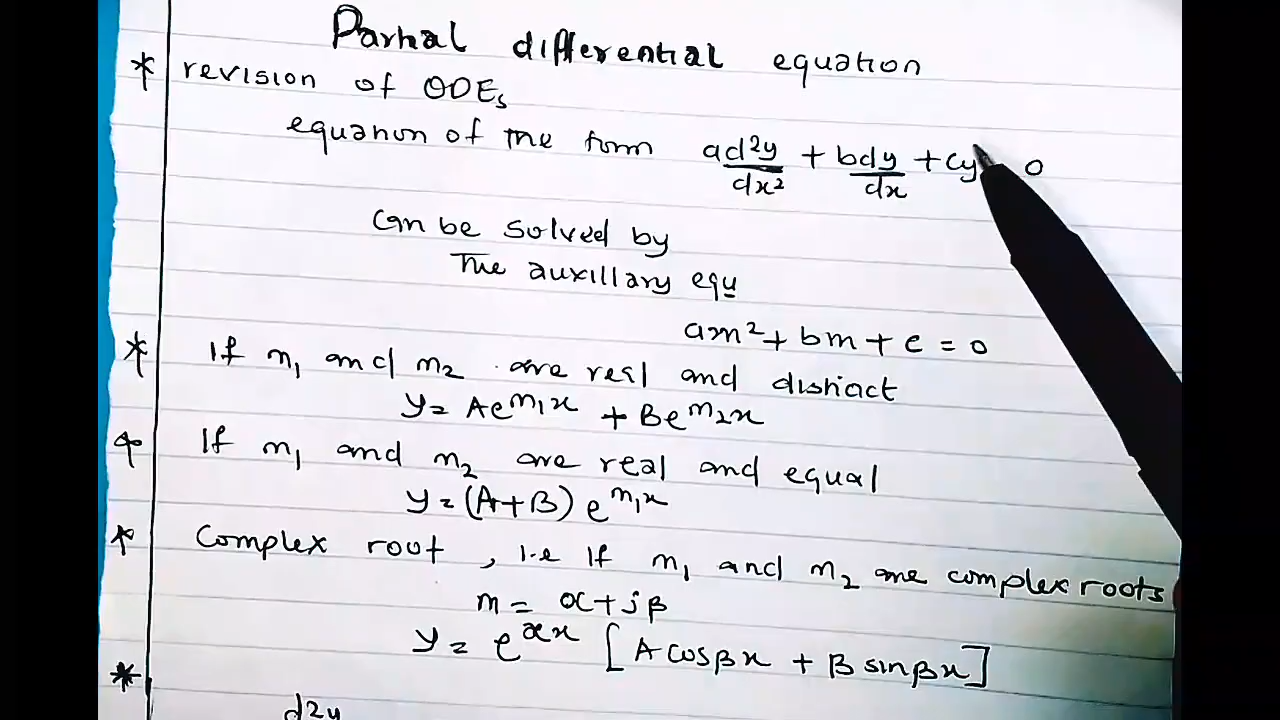 Partial differential equation
* revision of ODEs
equation of the form ad²y/dx² + bdy/dx + cy 0
can be solved by
The auxillary equ
am² + bm + c = 0
* If m₁ and m₂ are real and distinct
y = Ae^m₁x + Be^m₂x
* If m₁ and m₂ are real and equal
y = (A+B) e^m₁x
* Complex root, i.e If m₁ and m₂ are complex roots
m = α + jβ
y = e^αx [A cosβx + B sinβx]
*
d2y